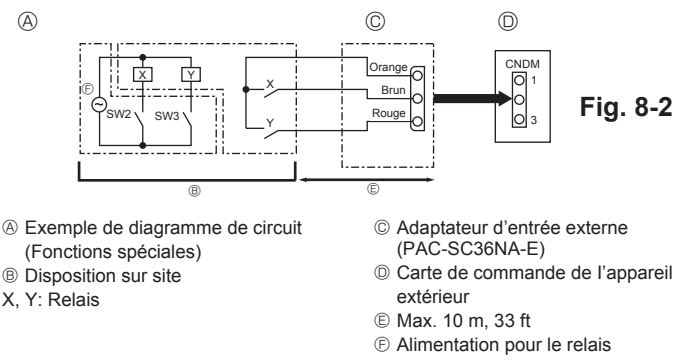 Ⓐ Ⓒ Ⓓ
Ⓕ X Y SW2 SW3
X
Y
Orange
Brun
Rouge
CNDM
1
3
Fig. 8-2
Ⓑ Ⓔ
Ⓐ Exemple de diagramme de circuit
(Fonctions spéciales)
Ⓑ Disposition sur site
X, Y: Relais
Ⓒ Adaptateur d’entrée externe
(PAC-SC36NA-E)
Ⓓ Carte de commande de l’appareil
extérieur
Ⓔ Max. 10 m, 33 ft
Ⓕ Alimentation pour le relais